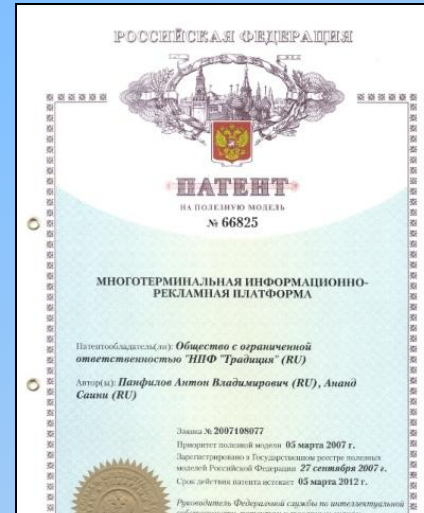 РОССИЙСКАЯ ФЕДЕРАЦИЯ
ПАТЕНТ
НА ПОЛЕЗНУЮ МОДЕЛЬ
№ 66825
МНОГОТЕРМИНАЛЬНАЯ ИНФОРМАЦИОННО-
РЕКЛАМНАЯ ПЛАТФОРМА
Патентообладатель(ли): Общество с ограниченной
ответственностью "НПФ "Традиция" (RU)
Автор(ы): Панфилов Антон Владимирович (RU), Ананд
Саини (RU)
Заявка № 2007108077
Приоритет полезной модели 05 марта 2007 г.
Зарегистрировано в Государственном реестре полезных
моделей Российской Федерации 27 сентября 2007 г.
Срок действия патента истекает 05 марта 2012 г.
Руководитель Федеральной службы по интеллектуальной